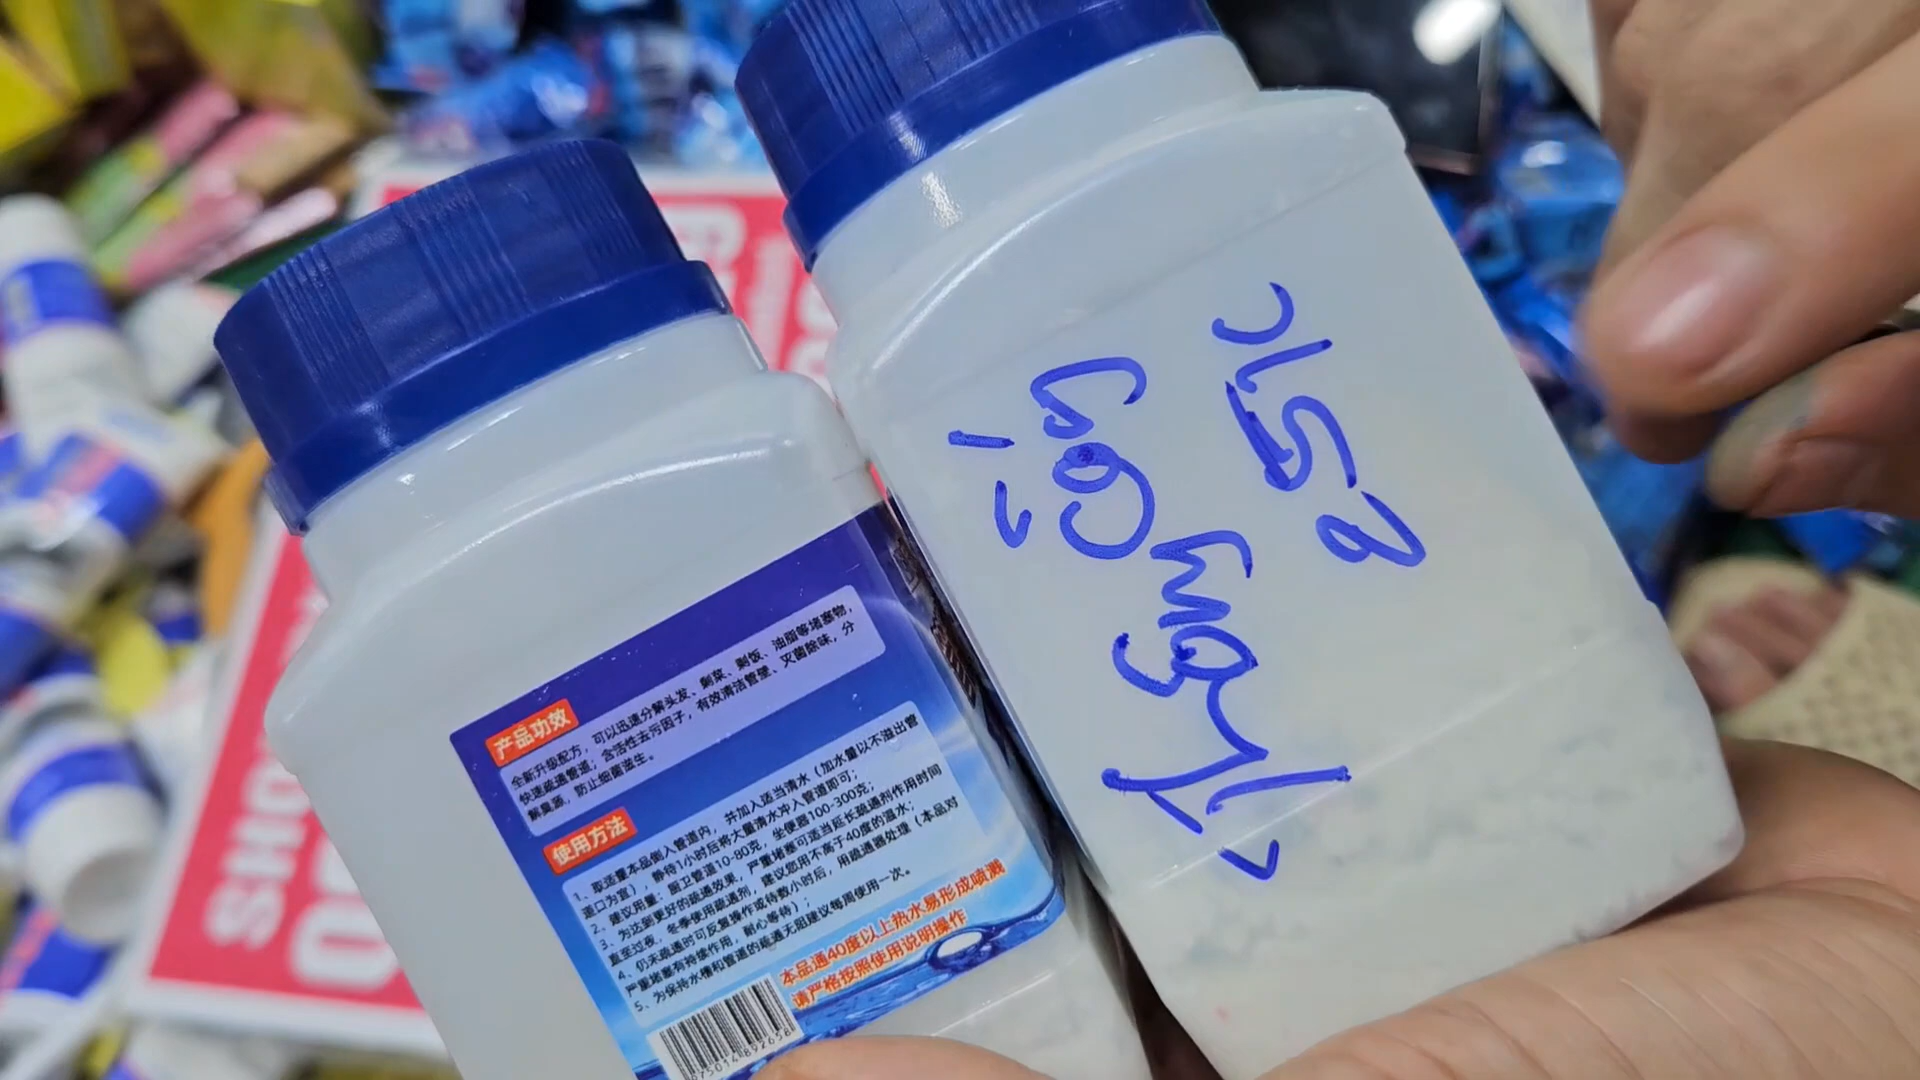 产品功效
全新升级配方，可以迅速分解头发、剩菜、剩饭、油脂等堵塞物，
快速疏通管道；含活性去污因子，有效清洁管壁、灭菌除味，分
解臭源，防止细菌滋生。
使用方法
1、取适量本品倒入管道内，并加入适当清水（加水量以不溢出管
道口为宜），静待1小时后将大量清水冲入管道即可；
2、建议用量：厨卫管道10-80克，坐便器100-300克；
3、为达到更好的疏通效果，严重堵塞可适当延长疏通剂作用时间
直至过夜，冬季使用疏通剂，建议您用不高于40度的温水；
4、仍未疏通时可反复操作或待数小时后，用疏通器处理（本品对
严重堵塞有持续作用，耐心等待）；
5、为保持水槽和管道的疏通无阻建议每周使用一次。
本品遇40度以上热水易形成喷溅
请严格按照使用说明操作